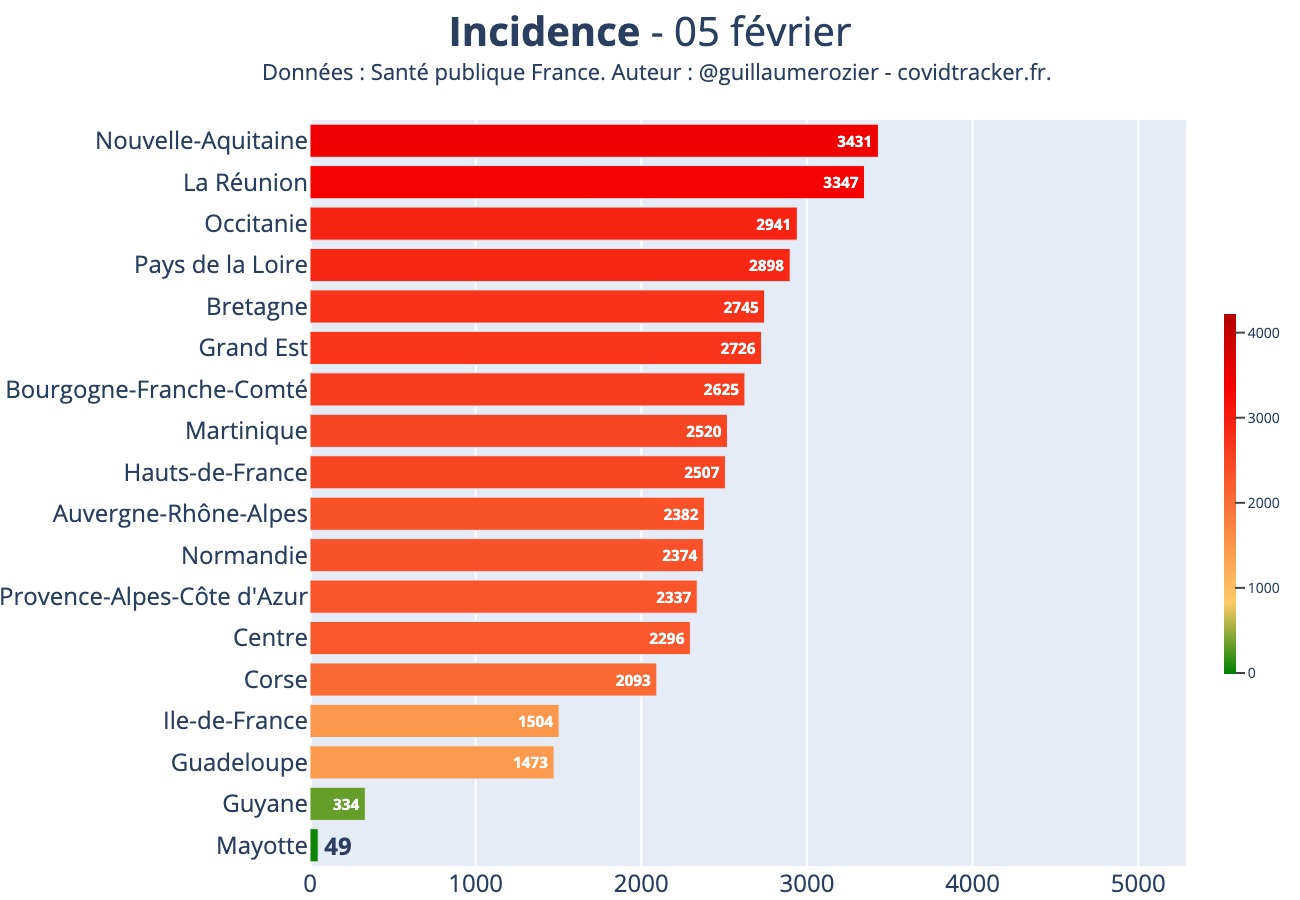 Incidence - 05 février
Données : Santé publique France. Auteur : @guillaumerozier - covidtracker.fr.
Nouvelle-Aquitaine 3431
La Réunion 3347
Occitanie 2941
Pays de la Loire 2898
Bretagne 2745
Grand Est 2726
Bourgogne-Franche-Comté 2625
Martinique 2520
Hauts-de-France 2507
Auvergne-Rhône-Alpes 2382
Normandie 2374
Provence-Alpes-Côte d'Azur 2337
Centre 2296
Corse 2093
Ile-de-France 1504
Guadeloupe 1473
Guyane 334
Mayotte 49
0 1000 2000 3000 4000 5000
4000
3000
2000
1000
0